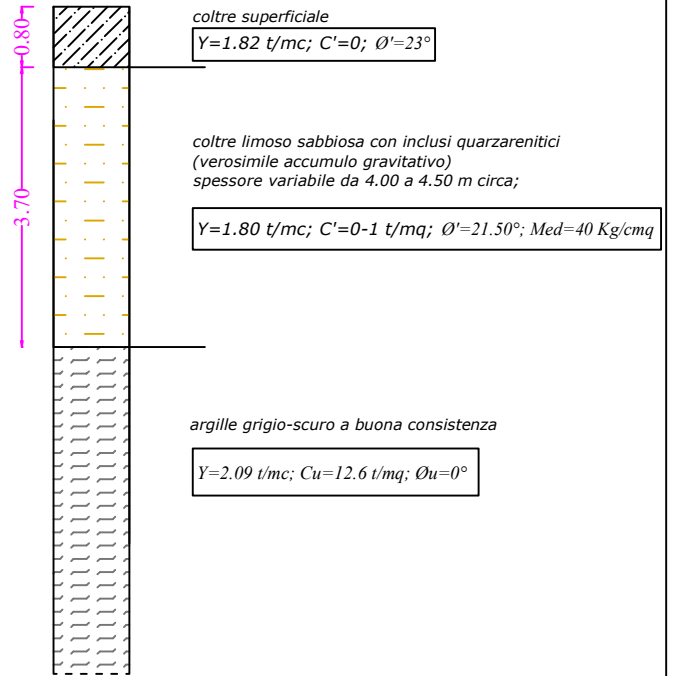 coltre superficiale
0.80
Y=1.82 t/mc; C'=0; Ø'=23°
coltre limoso sabbiosa con inclusi quarzarenitici
(verosimile accumulo gravitativo)
spessore variabile da 4.00 a 4.50 m circa;
3.70
Y=1.80 t/mc; C'=0-1 t/mq; Ø'=21.50°; Med=40 Kg/cmq
argille grigio-scuro a buona consistenza
Y=2.09 t/mc; Cu=12.6 t/mq; Øu=0°